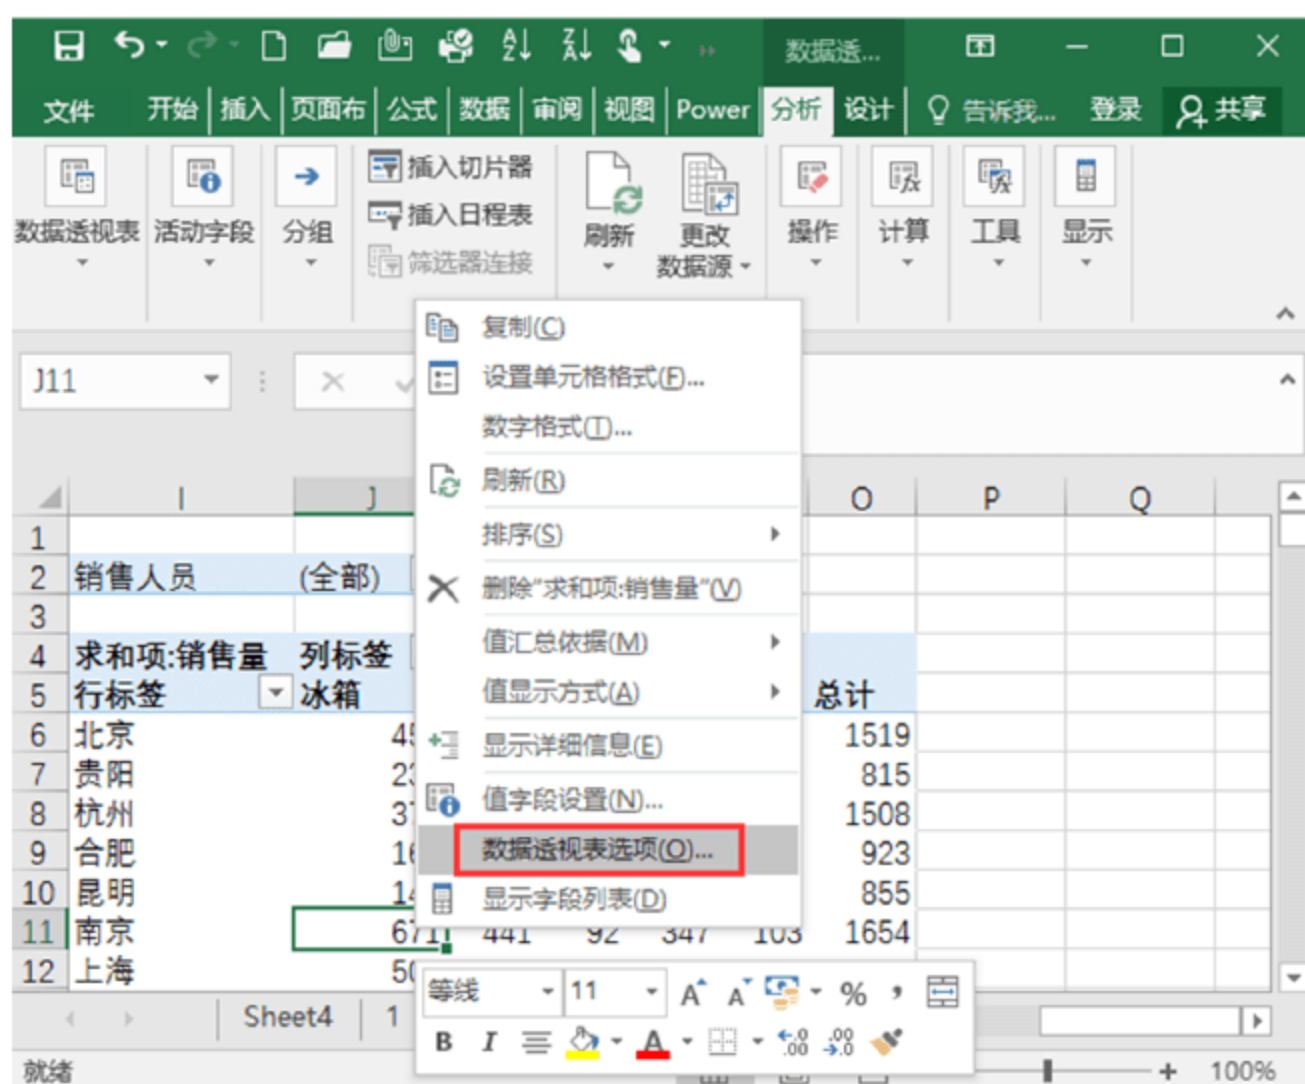 数据透...
文件 开始 插入 页面布 公式 数据 审阅 视图 Power 分析 设计 告诉我... 登录 共享
数据透视表 活动字段 分组 插入切片器 插入日程表 筛选器连接 刷新 更改数据源 操作 计算 工具 显示
J11
复制(C)
设置单元格格式(F)...
数字格式(T)...
刷新(R)
排序(S)
删除"求和项:销售量"(V)
值汇总依据(M)
值显示方式(A)
显示详细信息(E)
值字段设置(N)...
数据透视表选项(O)...
显示字段列表(D)
I J O P Q
1
2 销售人员 (全部)
3
4 求和项:销售量 列标签
5 行标签 冰箱 总计
6 北京 1519
7 贵阳 815
8 杭州 1508
9 合肥 923
10 昆明 855
11 南京 671 441 92 347 103 1654
12 上海
等线 11 A A % ,
B I A .0 .00 .00 .0
Sheet4 1
就绪 100%